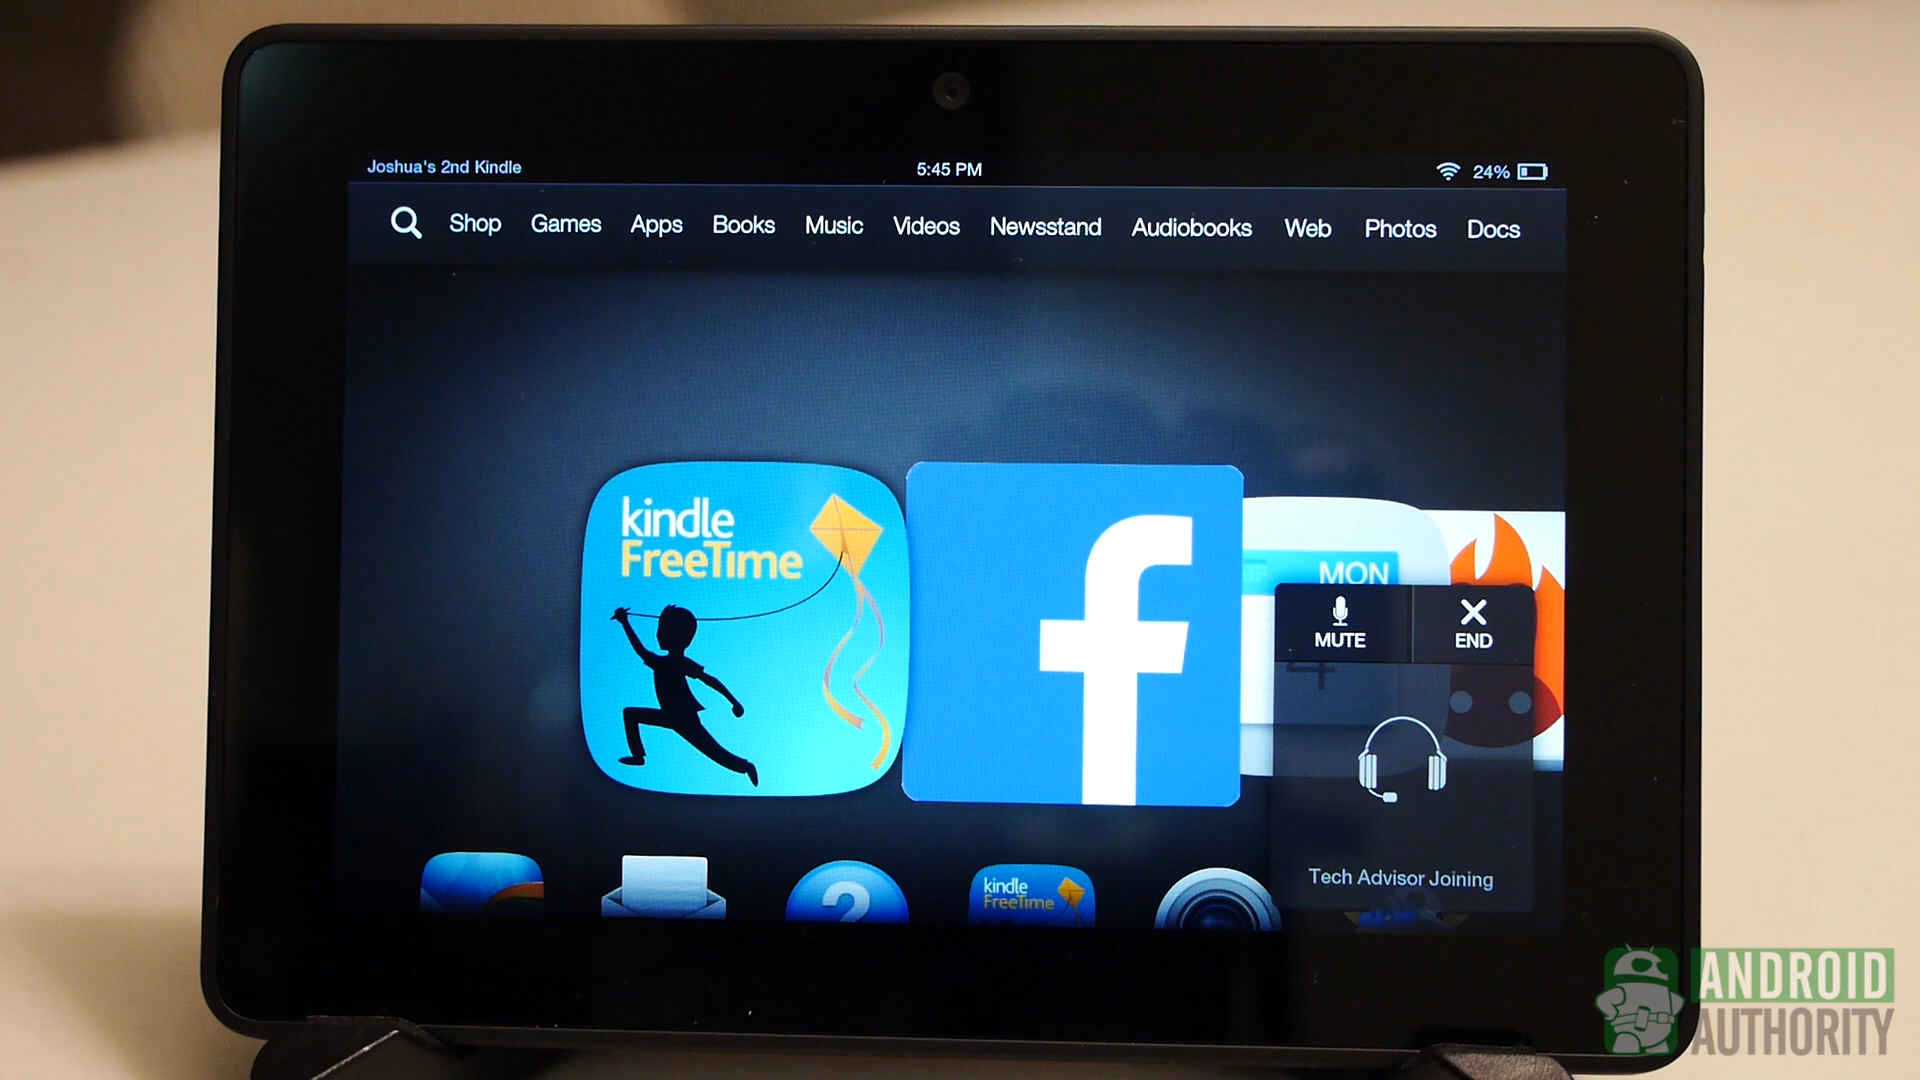 Joshua's 2nd Kindle
5:45 PM
24%
Shop Games Apps Books Music Videos Newsstand Audiobooks Web Photos Docs
kindle
FreeTime
f
MON
4
MUTE
END
Tech Advisor Joining
?
kindle
FreeTime
ANDROID
AUTHORITY